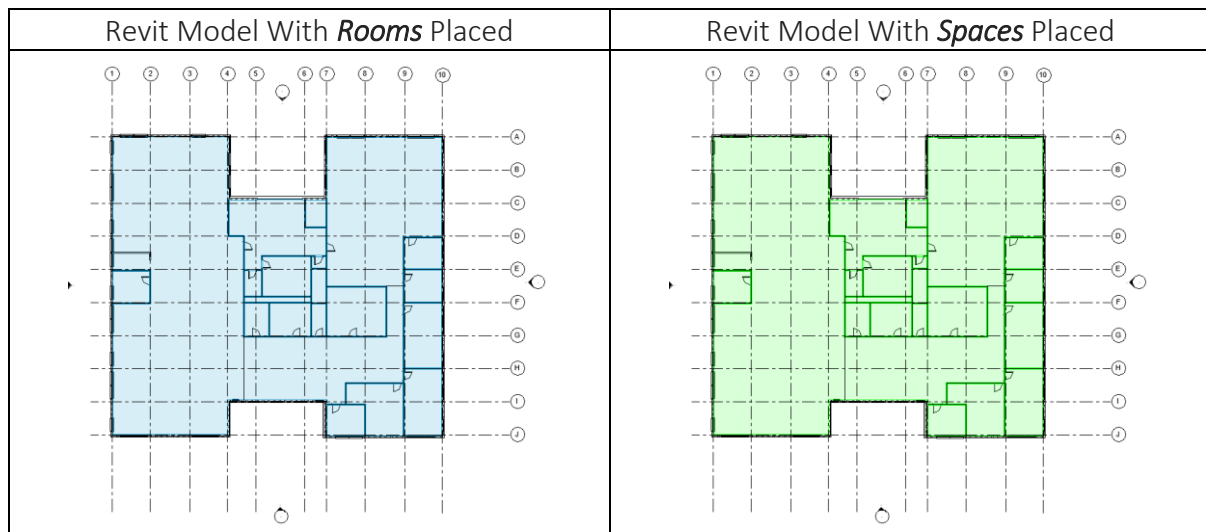 Revit Model With Rooms Placed
Revit Model With Spaces Placed
1 2 3 4 5 6 7 8 9 10
A
B
C
D
E
F
G
H
I
J
1 2 3 4 5 6 7 8 9 10
A
B
C
D
E
F
G
H
I
J